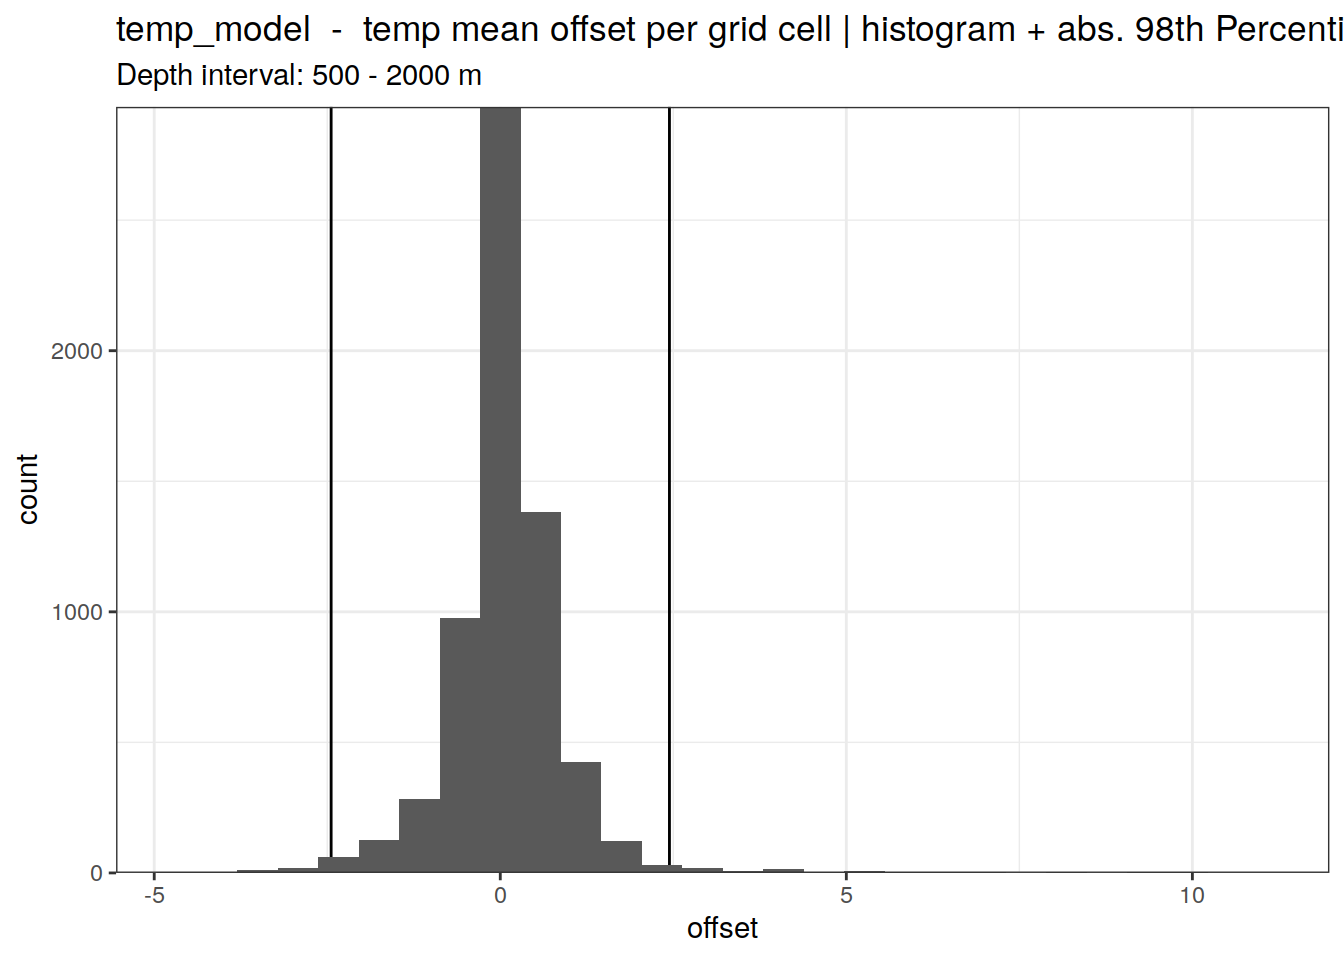 temp_model - temp mean offset per grid cell | histogram + abs. 98th Percenti
Depth interval: 500 - 2000 m
2000
1000
0
count
-5 0 5 10
offset